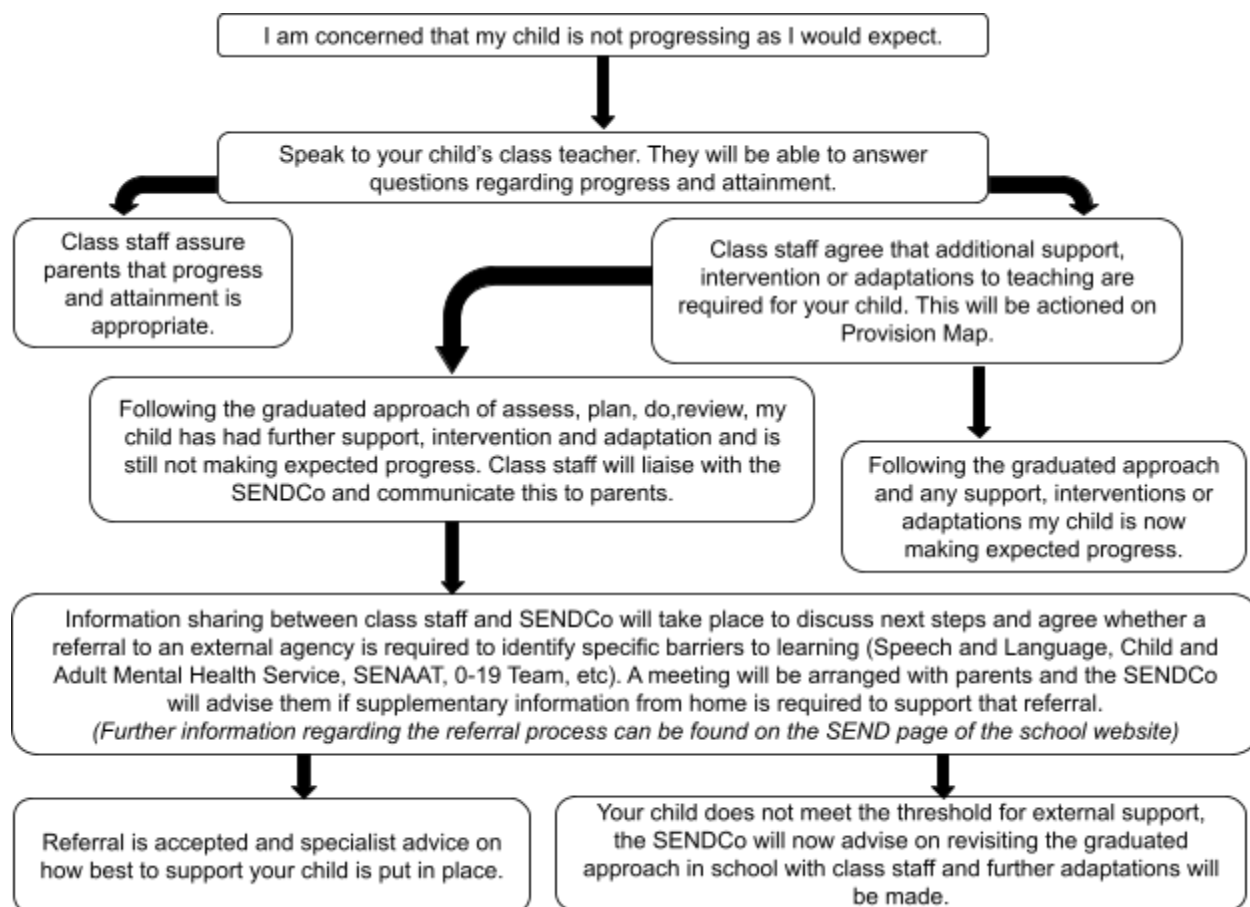 I am concerned that my child is not progressing as I would expect.
Speak to your child's class teacher. They will be able to answer
questions regarding progress and attainment.
Class staff assure
parents that progress
and attainment is
appropriate.
Class staff agree that additional support,
intervention or adaptations to teaching are
required for your child. This will be actioned on
Provision Map.
Following the graduated approach of assess, plan, do,review, my
child has had further support, intervention and adaptation and is
still not making expected progress. Class staff will liaise with the
SENDCo and communicate this to parents.
Following the graduated approach
and any support, interventions or
adaptations my child is now
making expected progress.
Information sharing between class staff and SENDCo will take place to discuss next steps and agree whether a
referral to an external agency is required to identify specific barriers to learning (Speech and Language, Child and
Adult Mental Health Service, SENAAT, 0-19 Team, etc). A meeting will be arranged with parents and the SENDCo
will advise them if supplementary information from home is required to support that referral.
(Further information regarding the referral process can be found on the SEND page of the school website)
Referral is accepted and specialist advice on
how best to support your child is put in place.
Your child does not meet the threshold for external support,
the SENDCo will now advise on revisiting the graduated
approach in school with class staff and further adaptations will
be made.